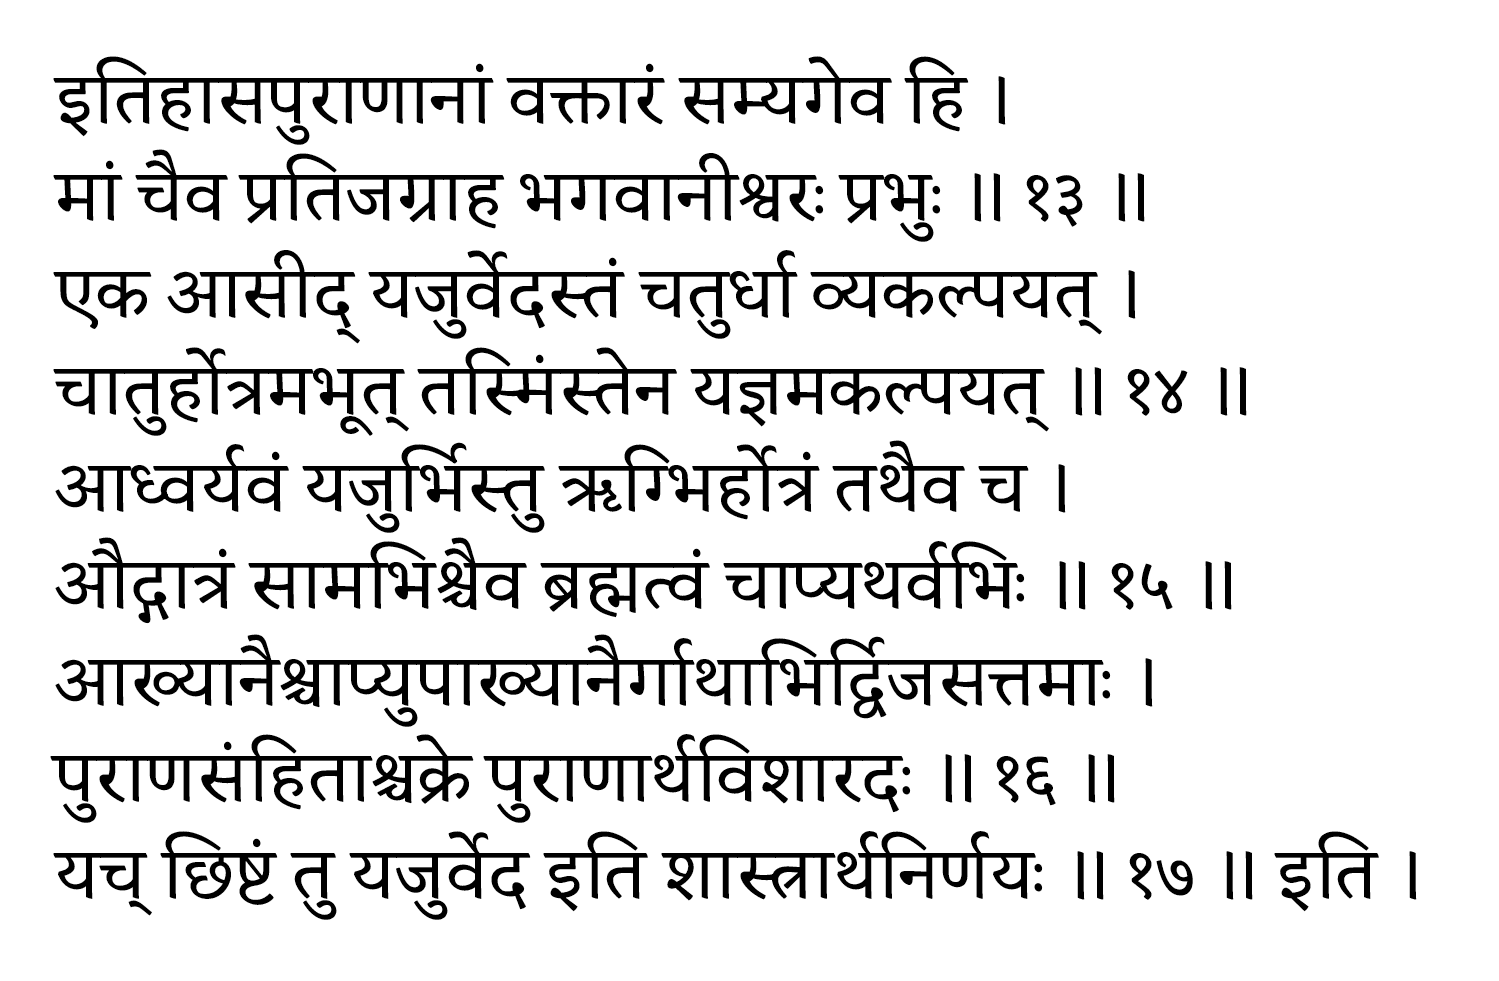 इतिहासपुराणानां वक्तारं सम्यगेव हि ।
मां चैव प्रतिजग्राह भगवानीश्वरः प्रभुः ॥ १३ ॥
एक आसीद् यजुर्वेदस्तं चतुर्धा व्यकल्पयत् ।
चातुर्होत्रमभूत् तस्मिंस्तेन यज्ञमकल्पयत् ॥ १४ ॥
आध्वर्यवं यजुर्भिस्तु ऋग्भिर्होत्रं तथैव च ।
औद्गात्रं सामभिश्चैव ब्रह्मत्वं चाप्यथर्वभिः ॥ १५ ॥
आख्यानैश्चाप्युपाख्यानैर्गाथाभिर्द्विजसत्तमाः ।
पुराणसंहिताश्चक्रे पुराणार्थविशारदः ॥ १६ ॥
यच् छिष्टं तु यजुर्वेद इति शास्त्रार्थनिर्णयः ॥ १७ ॥ इति ।